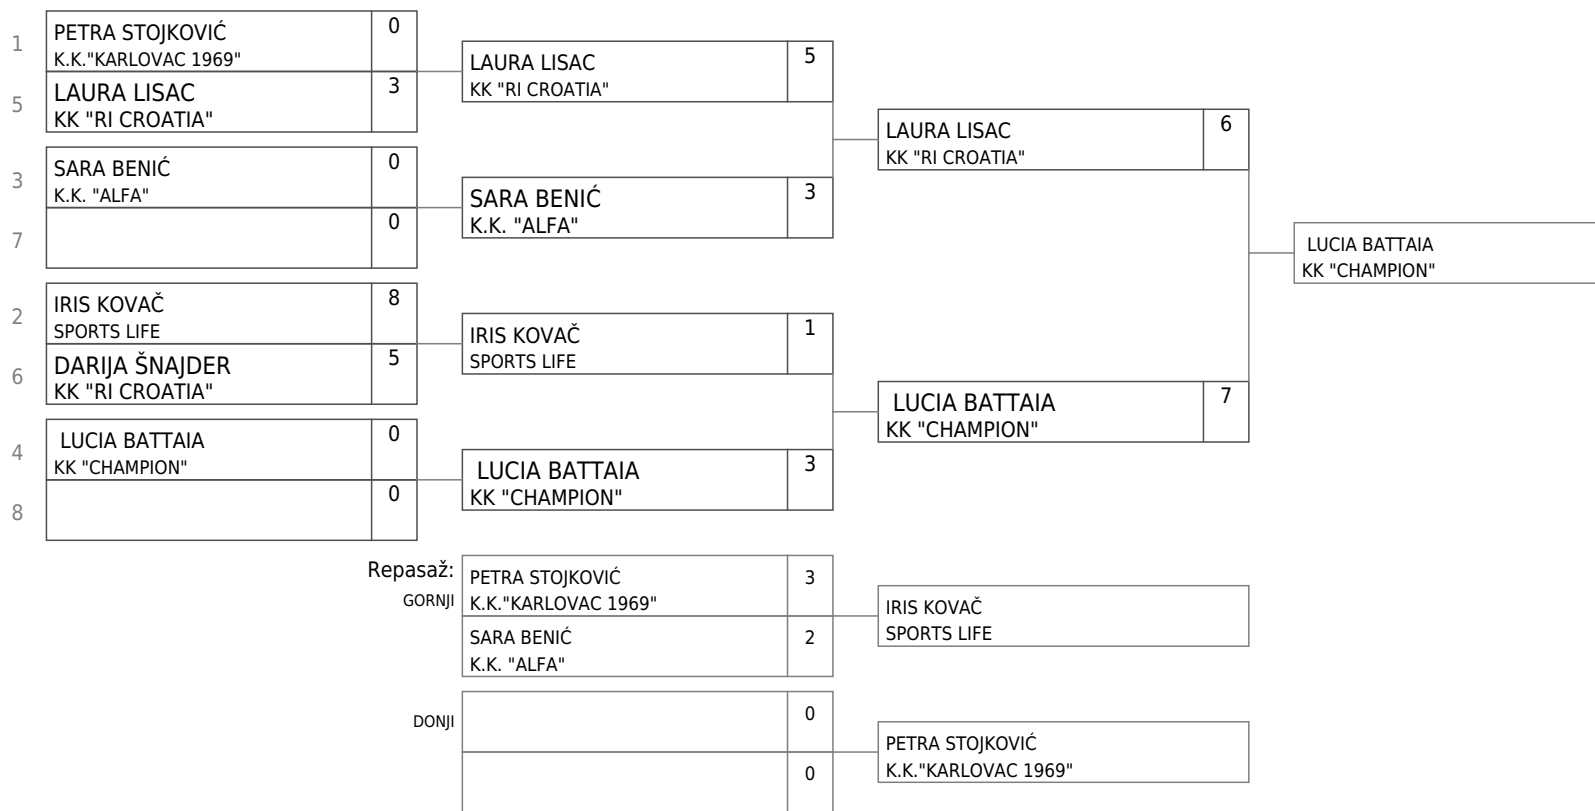 1
PETRA STOJKOVIĆ
K.K."KARLOVAC 1969"
0
5
LAURA LISAC
KK "RI CROATIA"
3
3
SARA BENIĆ
K.K. "ALFA"
0
7
0
2
IRIS KOVAČ
SPORTS LIFE
8
6
DARIJA ŠNAJDER
KK "RI CROATIA"
5
4
LUCIA BATTAIA
KK "CHAMPION"
0
8
0
LAURA LISAC
KK "RI CROATIA"
5
SARA BENIĆ
K.K. "ALFA"
3
IRIS KOVAČ
SPORTS LIFE
1
LUCIA BATTAIA
KK "CHAMPION"
3
LAURA LISAC
KK "RI CROATIA"
6
LUCIA BATTAIA
KK "CHAMPION"
7
LUCIA BATTAIA
KK "CHAMPION"
Repasaž:
GORNJI
PETRA STOJKOVIĆ
K.K."KARLOVAC 1969"
3
SARA BENIĆ
K.K. "ALFA"
2
IRIS KOVAČ
SPORTS LIFE
DONJI
0
0
PETRA STOJKOVIĆ
K.K."KARLOVAC 1969"